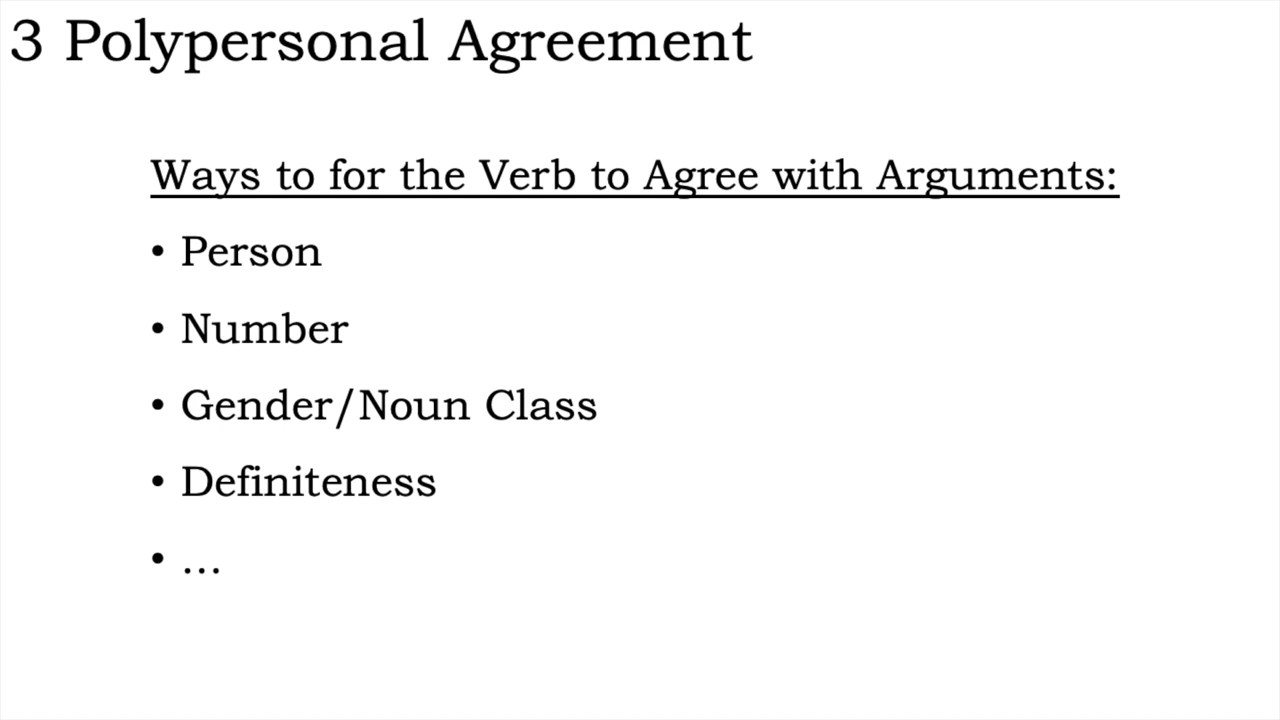 3 Polypersonal Agreement
Ways to for the Verb to Agree with Arguments:
• Person
• Number
• Gender/Noun Class
• Definiteness
• ...